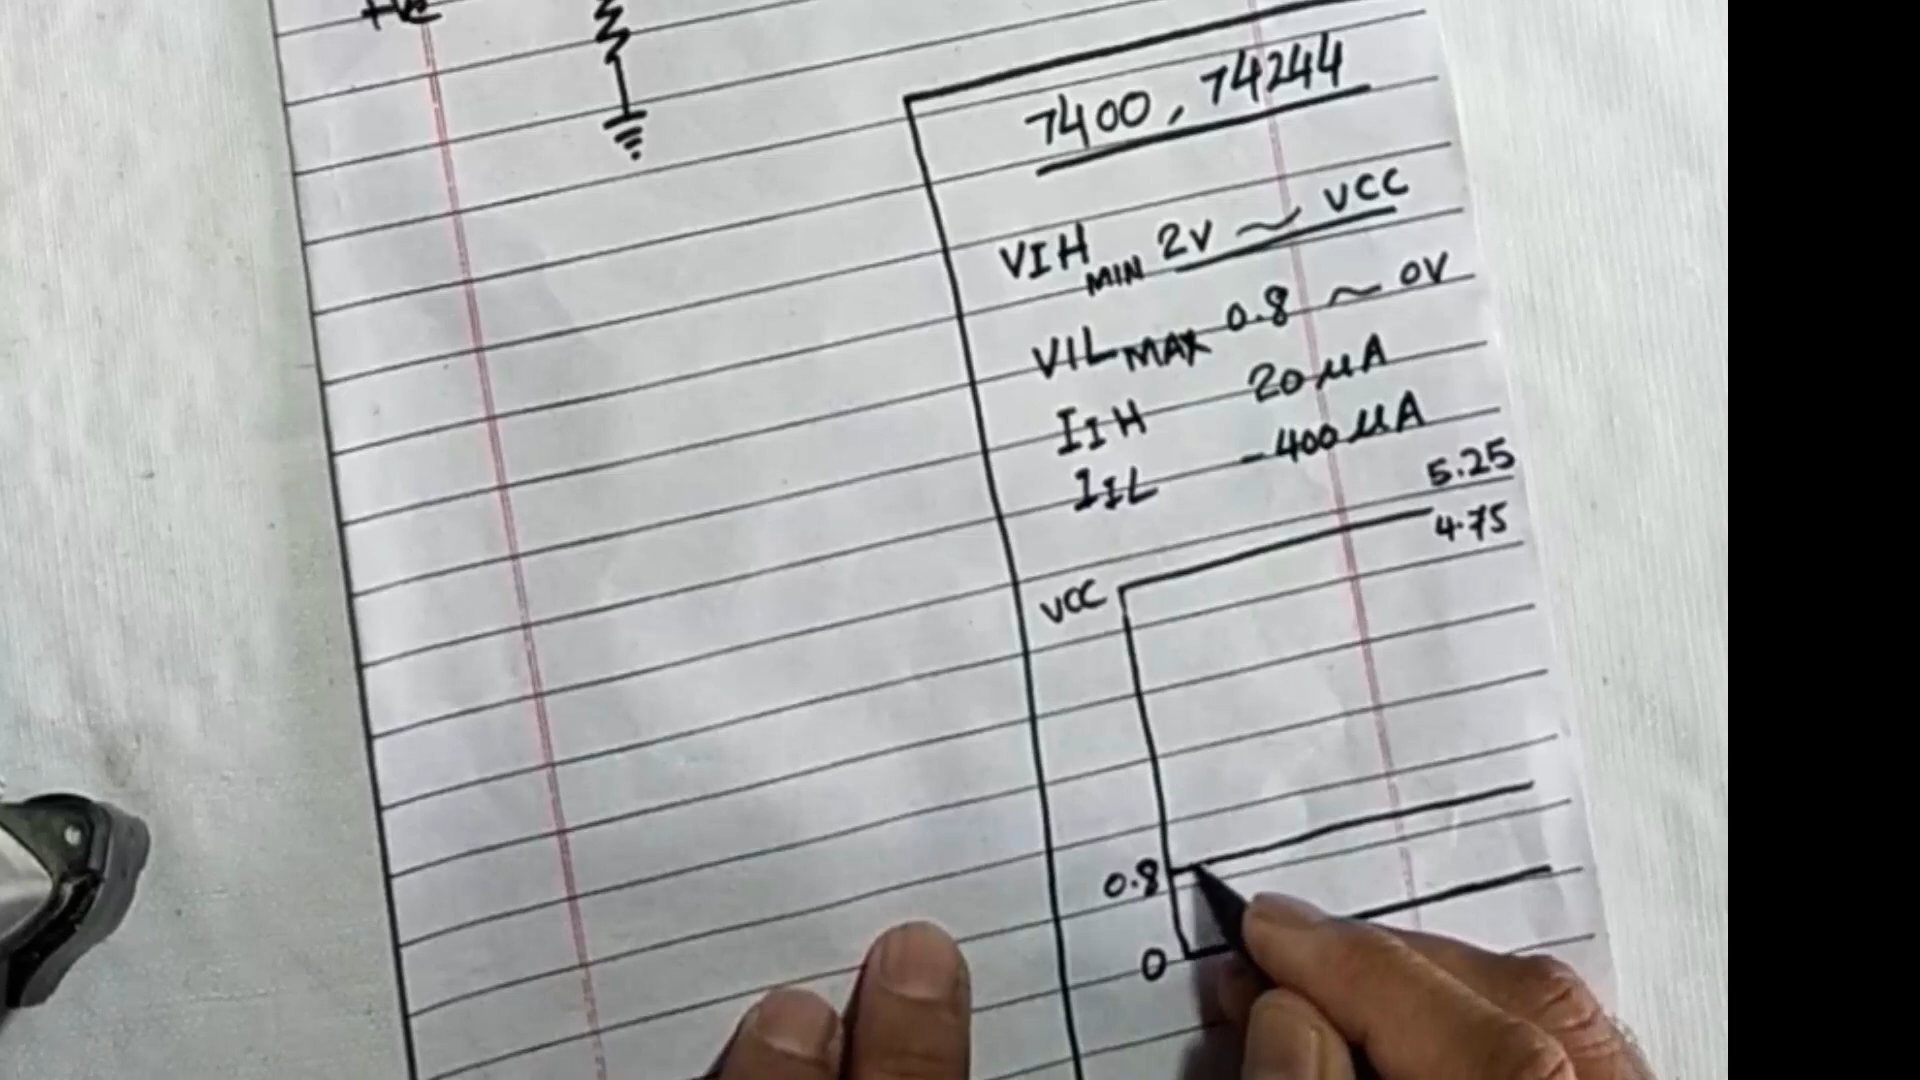 +ve
7400, 74244
VIH MIN 2V ~ VCC
VIL MAX 0.8 ~ 0V
IIH 20 µA
IIL -400 µA
5.25
4.75
VCC
0.8
0